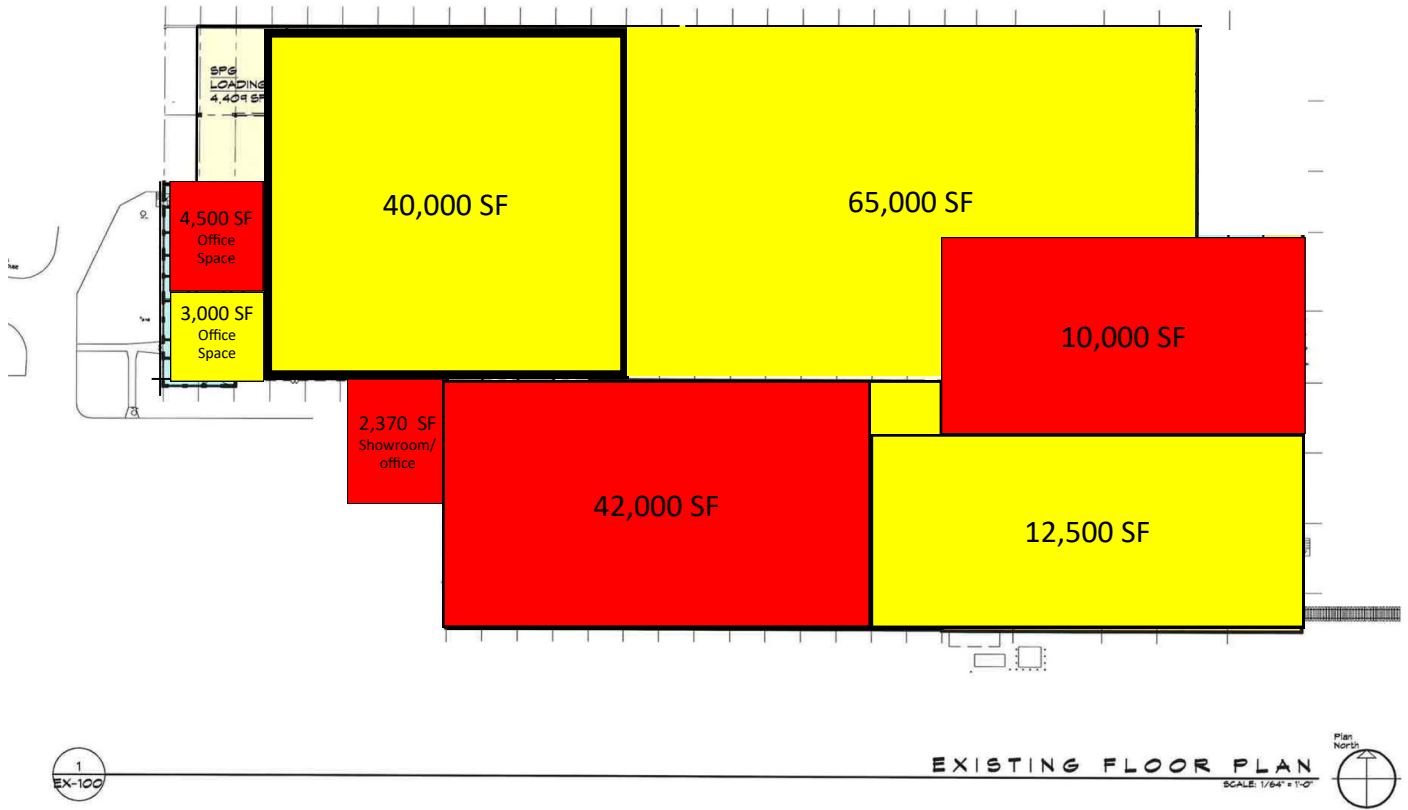 SPG
LOADING
4,409 SF
40,000 SF
65,000 SF
4,500 SF
Office
Space
3,000 SF
Office
Space
10,000 SF
2,370 SF
Showroom/
office
42,000 SF
12,500 SF
1
EX-100
EXISTING FLOOR PLAN
SCALE: 1/64" = 1'-0"
Plan
North